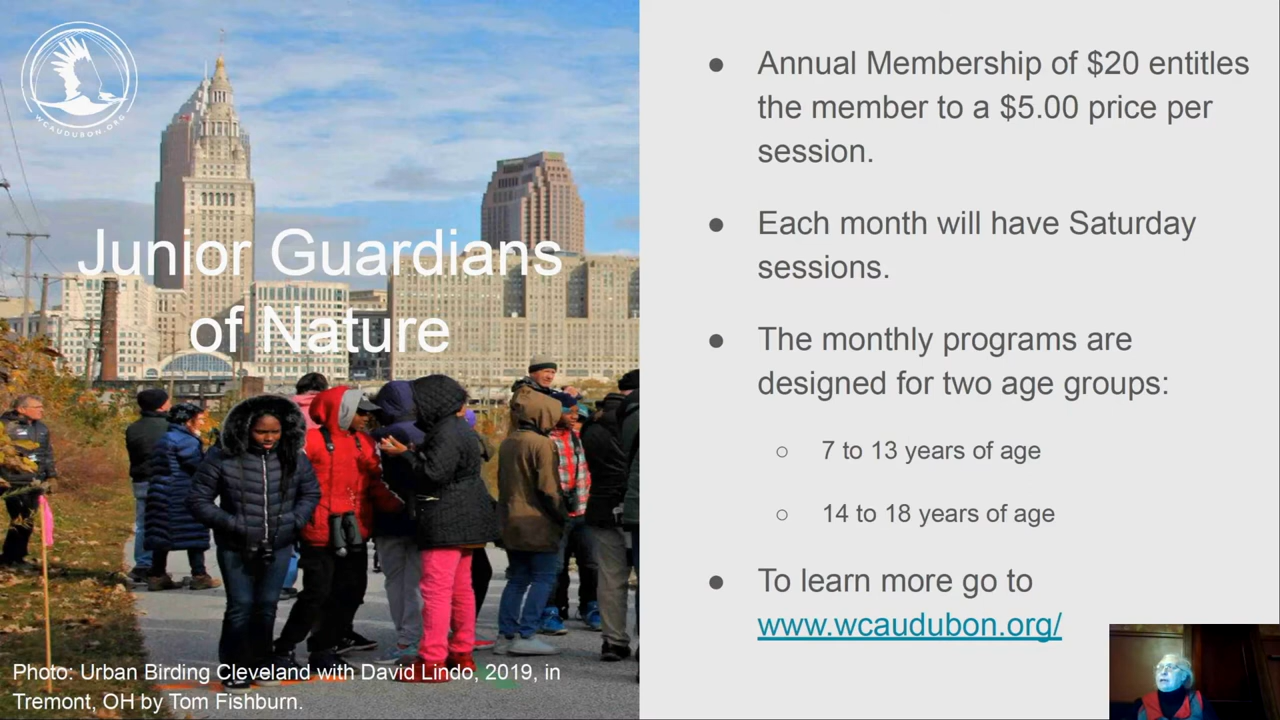 WCAUDUBON.ORG
Junior Guardians
of Nature
Photo: Urban Birding Cleveland with David Lindo, 2019, in
Tremont, OH by Tom Fishburn.
● Annual Membership of $20 entitles
the member to a $5.00 price per
session.
● Each month will have Saturday
sessions.
● The monthly programs are
designed for two age groups:
○ 7 to 13 years of age
○ 14 to 18 years of age
● To learn more go to
www.wcaudubon.org/